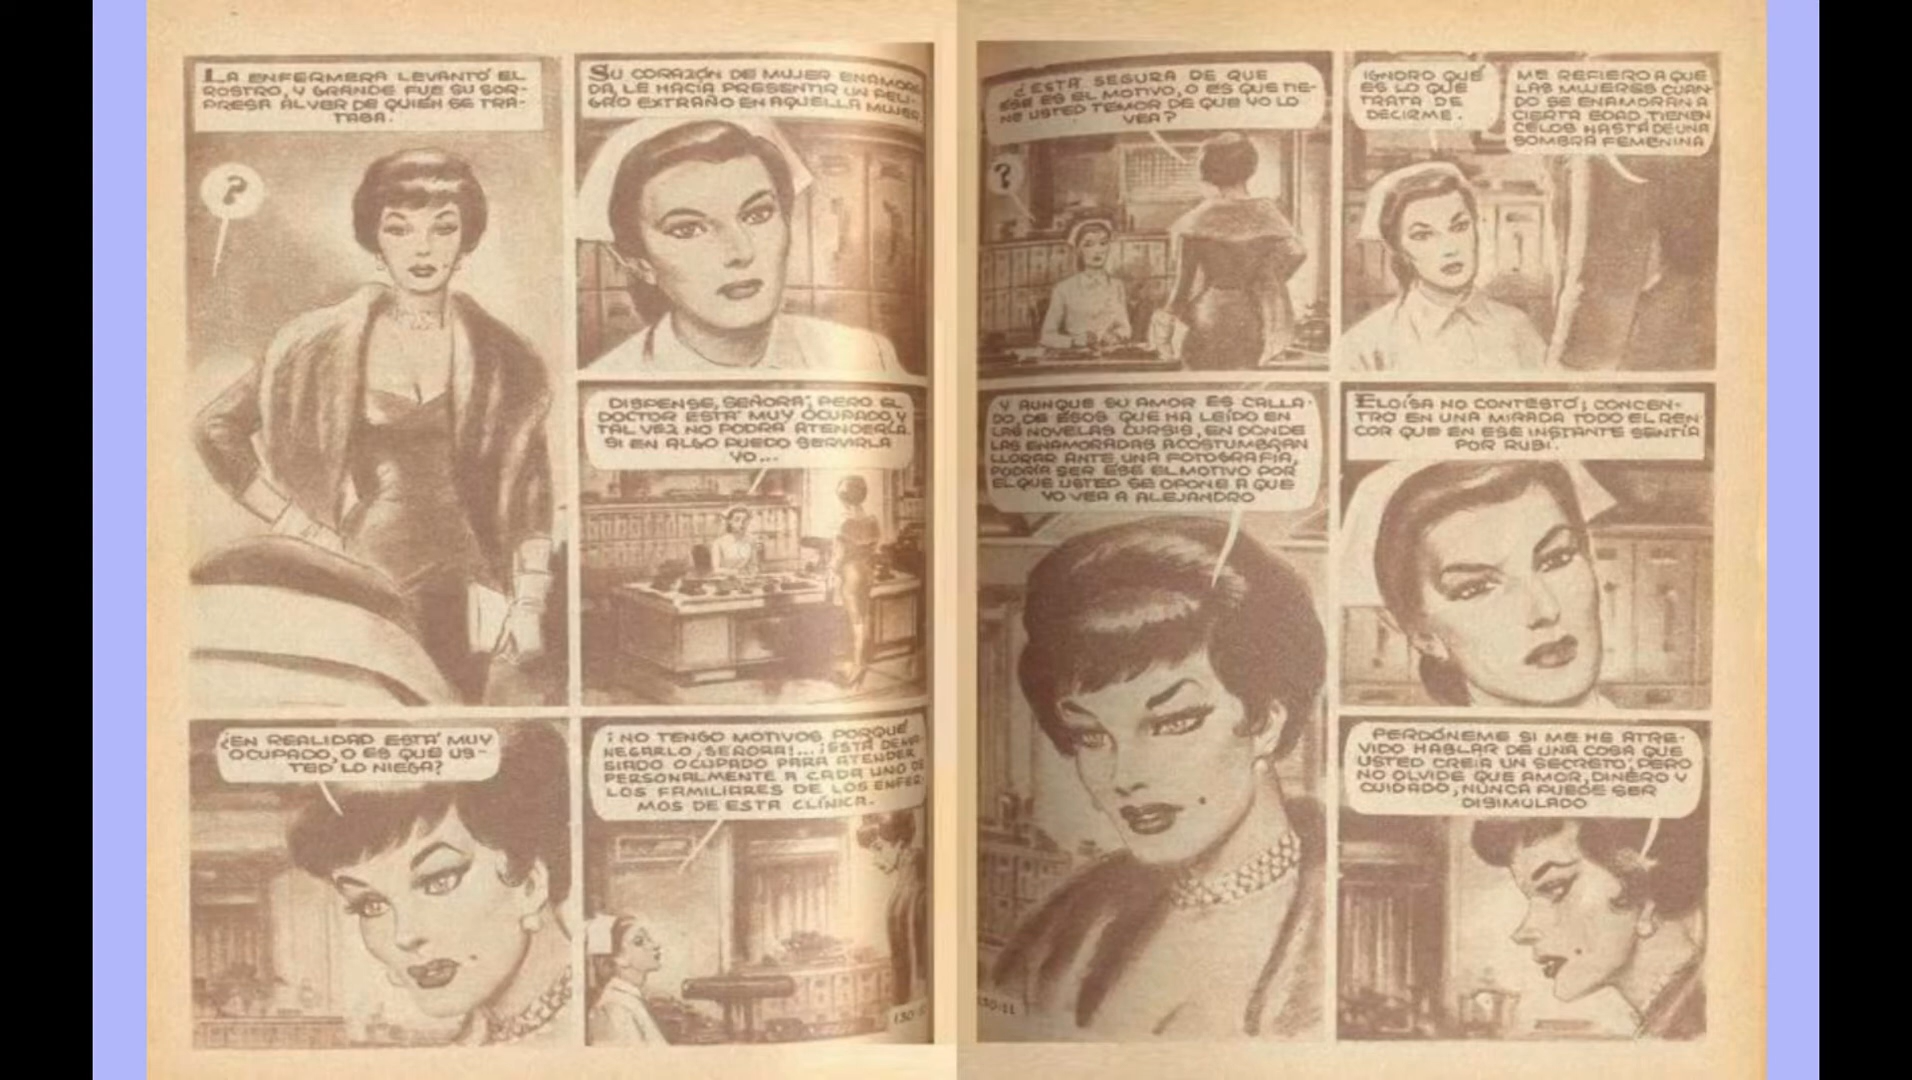 LA ENFERMERA LEVANTÓ EL
ROSTRO, Y GRANDE FUE SU SOR-
PRESA AL VER DE QUIEN SE TRA-
TABA.
?
SU CORAZÓN DE MUJER ENAMORA-
DA, LE HACÍA PRESENTIR UN PELI-
GRO EXTRAÑO EN AQUELLA MUJER.
DISPENSE, SEÑORA; PERO EL
DOCTOR ESTÁ MUY OCUPADO, Y
TAL VEZ NO PODRA ATENDERLA.
SI EN ALGO PUEDO SERVIRLA
YO...
¿EN REALIDAD ESTÁ MUY
OCUPADO, O ES QUE US-
TED LO NIEGA?
¡NO TENGO MOTIVOS PORQUÉ
NEGARLO, SEÑORA!... ¡ESTÁ DEMA-
SIADO OCUPADO PARA ATENDER
PERSONALMENTE A CADA UNO DE
LOS FAMILIARES DE LOS ENFER-
MOS DE ESTA CLÍNICA.
¿ESTÁ SEGURA DE QUE
ESE ES EL MOTIVO, O ES QUE TIE-
NE USTED TEMOR DE QUE YO LO
VEA?
?
IGNORO QUÉ
ES LO QUE
TRATA DE
DECIRME.
ME REFIERO A QUE
LAS MUJERES CUAN-
DO SE ENAMORAN A
CIERTA EDAD, TIENEN
CELOS HASTA DE UNA
SOMBRA FEMENINA
Y AUNQUE SU AMOR ES CALLA-
DO, DE ESOS QUE HA LEÍDO EN
LAS NOVELAS CURSIS, EN DONDE
LAS ENAMORADAS ACOSTUMBRAN
LLORAR ANTE UNA FOTOGRAFÍA,
PODRÍA SER ESE EL MOTIVO POR
EL QUE USTED SE OPONE A QUE
YO VEA A ALEJANDRO
ELOÍSA NO CONTESTÓ; CONCEN-
TRÓ EN UNA MIRADA TODO EL REN-
COR QUE EN ESE INSTANTE SENTÍA
POR RUBÍ.
PERDÓNEME SI ME HE ATRE-
VIDO HABLAR DE UNA COSA QUE
USTED CREÍA UN SECRETO; PERO
NO OLVIDE QUE AMOR, DINERO Y
CUIDADO, NUNCA PUEDE SER
DISIMULADO
130-11